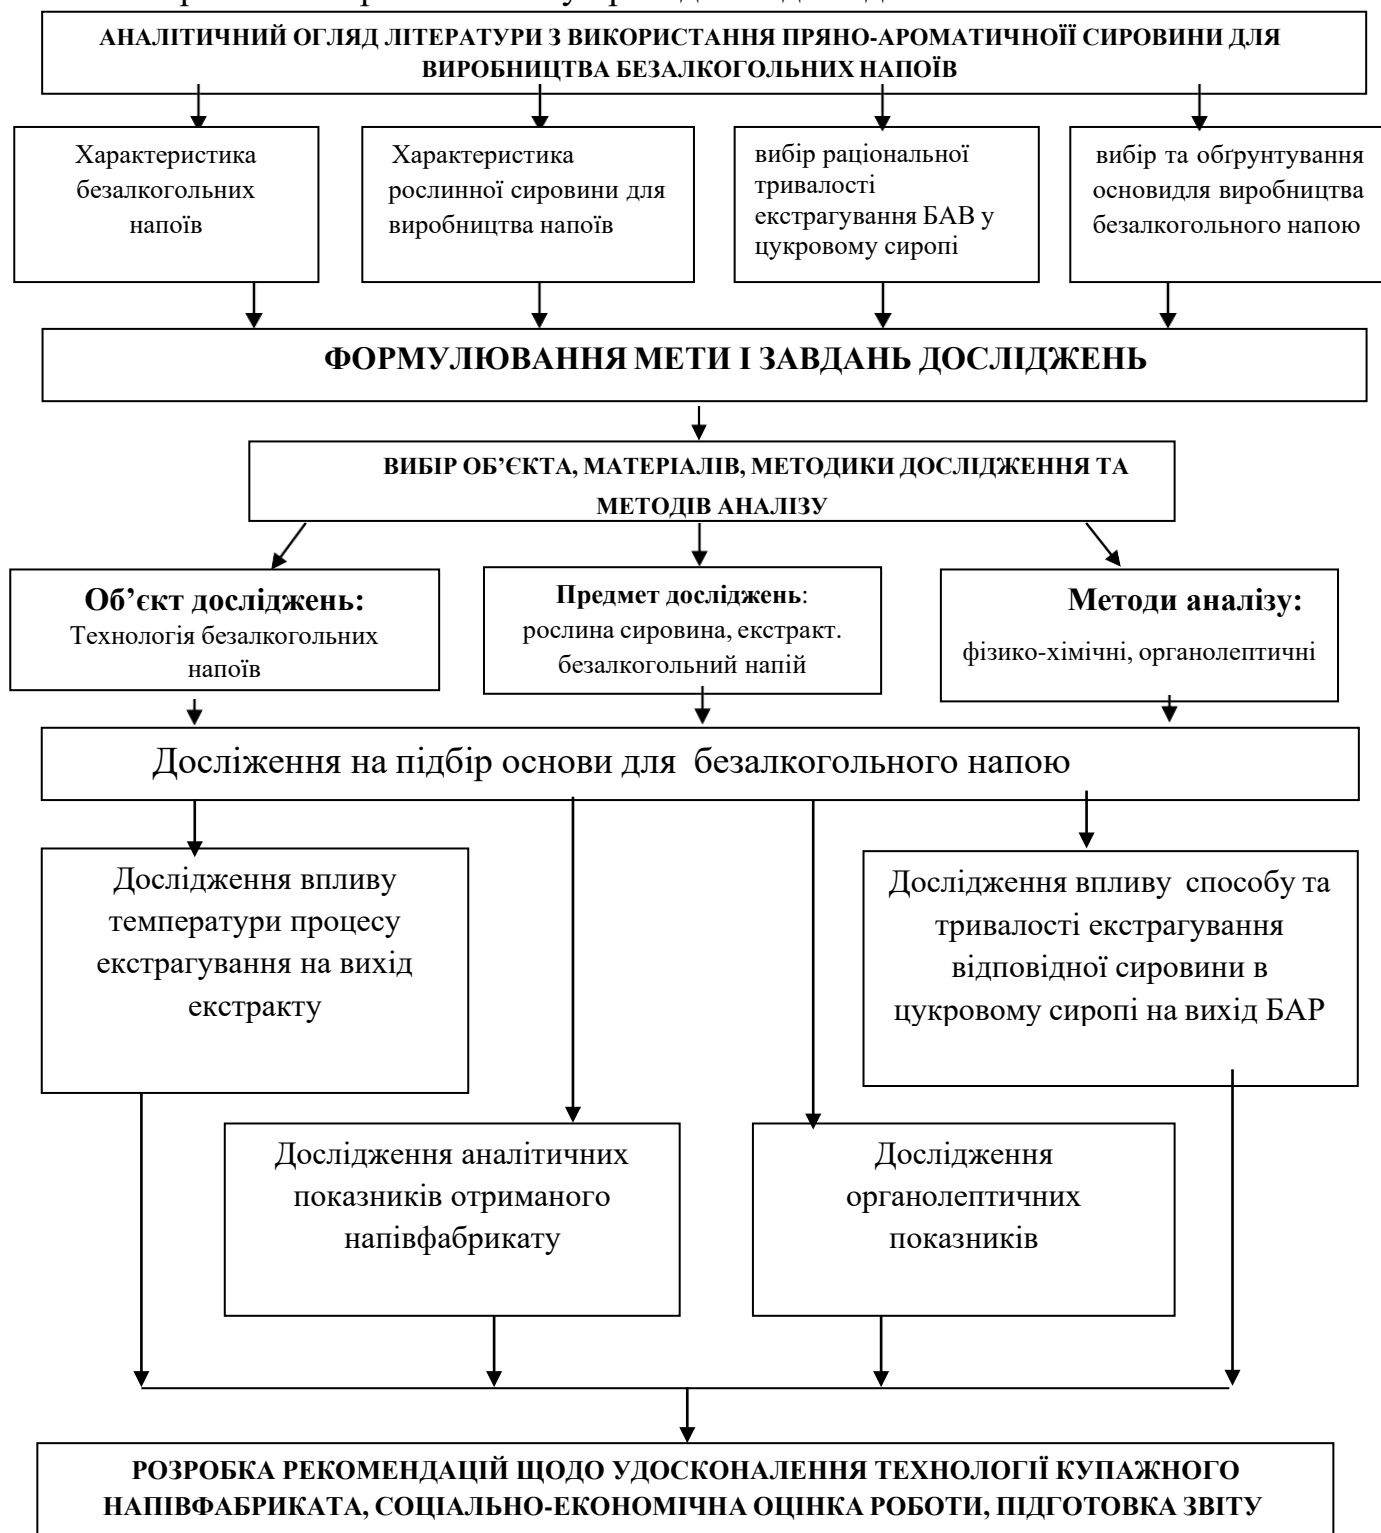 АНАЛІТИЧНИЙ ОГЛЯД ЛІТЕРАТУРИ З ВИКОРИСТАННЯ ПРЯНО-АРОМАТИЧНОЇЇ СИРОВИНИ ДЛЯ
ВИРОБНИЦТВА БЕЗАЛКОГОЛЬНИХ НАПОЇВ
Характеристика
безалкогольних
напоїв
Характеристика
рослинної сировини для
виробництва напоїв
вибір раціональної
тривалості
екстрагування БАВ у
цукровому сиропі
вибір та обґрунтування
основидля виробництва
безалкогольного напою
ФОРМУЛЮВАННЯ МЕТИ І ЗАВДАНЬ ДОСЛІДЖЕНЬ
ВИБІР ОБ’ЄКТА, МАТЕРІАЛІВ, МЕТОДИКИ ДОСЛІДЖЕННЯ ТА
МЕТОДІВ АНАЛІЗУ
Об’єкт досліджень:
Технологія безалкогольних
напоїв
Предмет досліджень:
рослина сировина, екстракт.
безалкогольний напій
Методи аналізу:
фізико-хімічні, органолептичні
Досліження на підбір основи для безалкогольного напою
Дослідження впливу
температури процесу
екстрагування на вихід
екстракту
Дослідження впливу способу та
тривалості екстрагування
відповідної сировини в
цукровому сиропі на вихід БАР
Дослідження аналітичних
показників отриманого
напівфабрикату
Дослідження
органолептичних
показників
РОЗРОБКА РЕКОМЕНДАЦІЙ ЩОДО УДОСКОНАЛЕННЯ ТЕХНОЛОГІЇ КУПАЖНОГО
НАПІВФАБРИКАТА, СОЦІАЛЬНО-ЕКОНОМІЧНА ОЦІНКА РОБОТИ, ПІДГОТОВКА ЗВІТУ